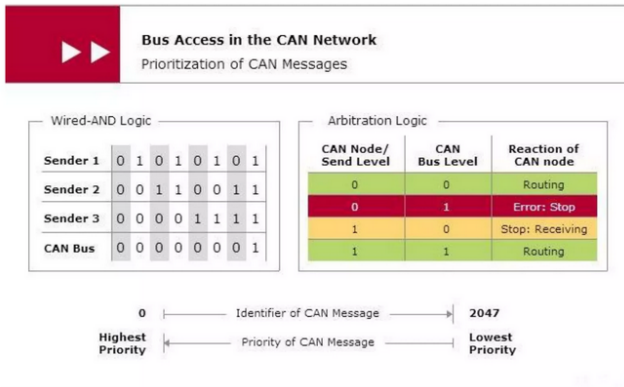 Bus Access in the CAN Network
Prioritization of CAN Messages
Wired-AND Logic
Sender 1 0 1 0 1 0 1 0 1
Sender 2 0 0 1 1 0 0 1 1
Sender 3 0 0 0 0 1 1 1 1
CAN Bus 0 0 0 0 0 0 0 1
Arbitration Logic
CAN Node/ CAN Reaction of
Send Level Bus Level CAN node
0 0 Routing
0 1 Error: Stop
1 0 Stop: Receiving
1 1 Routing
0 Identifier of CAN Message 2047
Highest Priority of CAN Message Lowest
Priority Priority